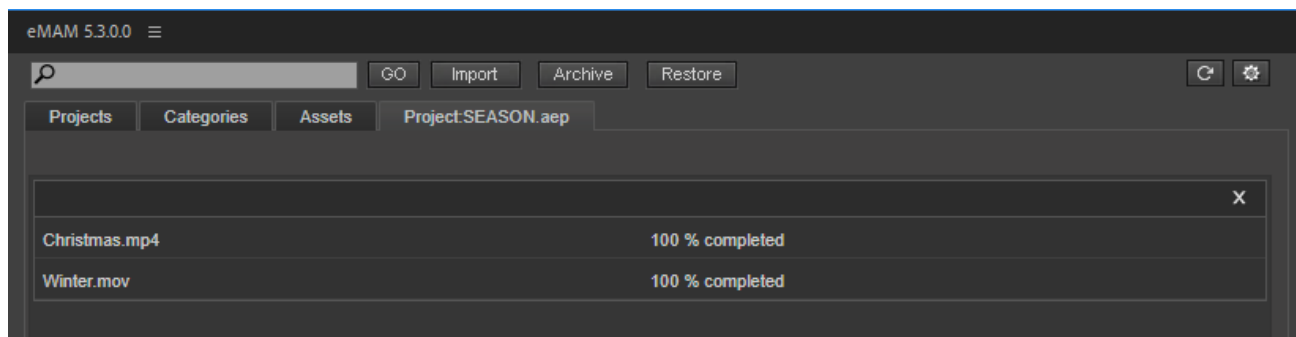 eMAM 5.3.0.0
GO Import Archive Restore
Projects Categories Assets Project:SEASON.aep
X
Christmas.mp4 100 % completed
Winter.mov 100 % completed